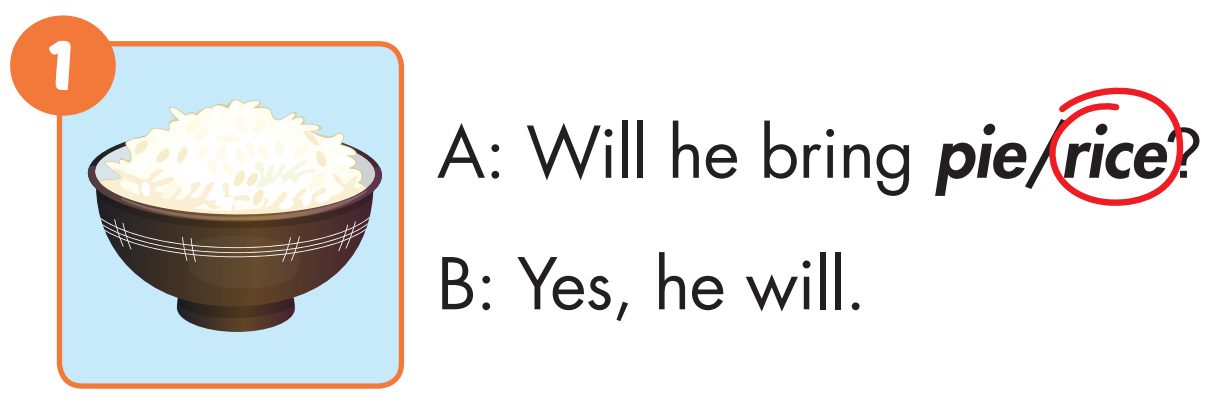 1
A: Will he bring pie/rice?
B: Yes, he will.